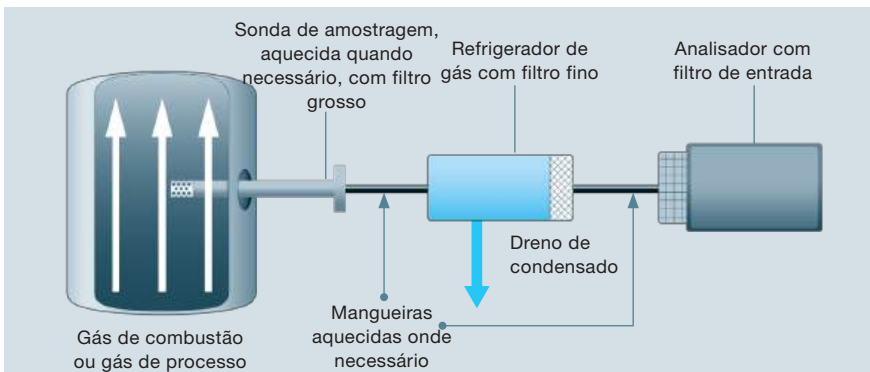 Sonda de amostragem,
aquecida quando
necessário, com filtro
grosso
Refrigerador de
gás com filtro fino
Analisador com
filtro de entrada
Dreno de
condensado
Mangueiras
aquecidas onde
necessário
Gás de combustão
ou gás de processo